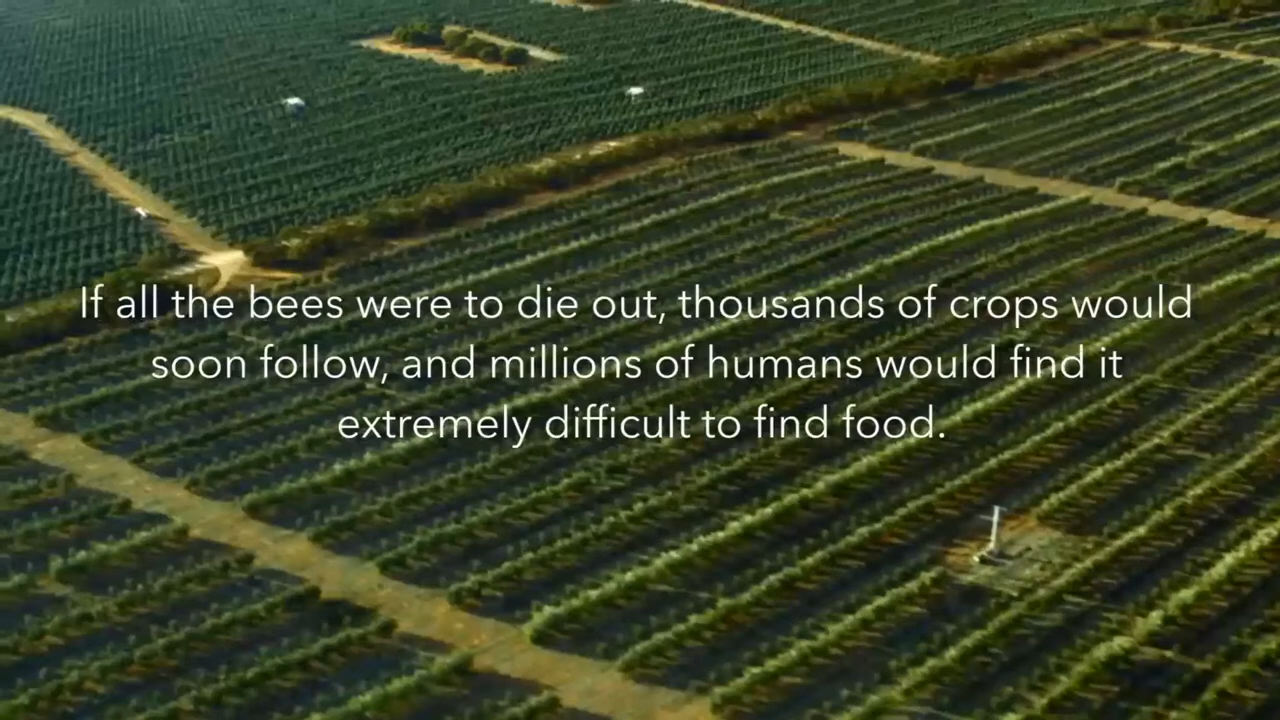 If all the bees were to die out, thousands of crops would
soon follow, and millions of humans would find it
extremely difficult to find food.